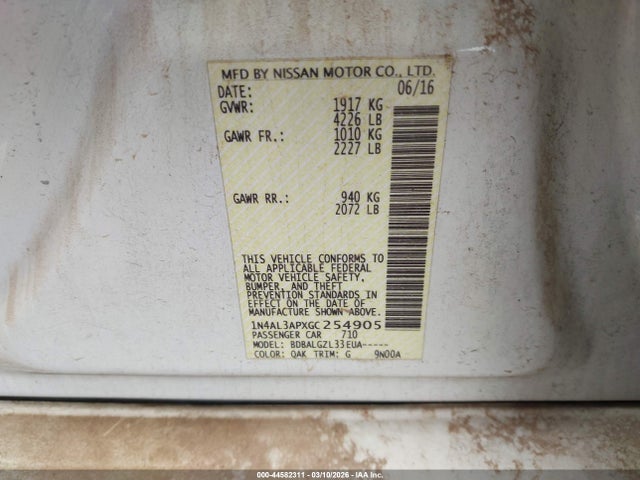 MFD BY NISSAN MOTOR CO., LTD.
DATE: 06/16
GVWR: 1917 KG
4226 LB
GAWR FR.: 1010 KG
2227 LB
GAWR RR.: 940 KG
2072 LB
THIS VEHICLE CONFORMS TO
ALL APPLICABLE FEDERAL
MOTOR VEHICLE SAFETY,
BUMPER, AND THEFT
PREVENTION STANDARDS IN
EFFECT ON THE DATE OF
MANUFACTURE SHOWN ABOVE.
1N4AL3APXGC254905
PASSENGER CAR 710
MODEL: BDBALGZL33EUA-----
COLOR: QAK TRIM: G 9N00A
000-44582311 - 03/10/2026 - IAA Inc.